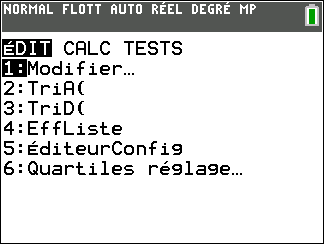 NORMAL FLOTT AUTO RÉEL DEGRÉ MP
ÉDIT CALC TESTS
1:Modifier…
2:TriA(
3:TriD(
4:EffListe
5:ÉditeurConfig
6:Quartiles réglage…